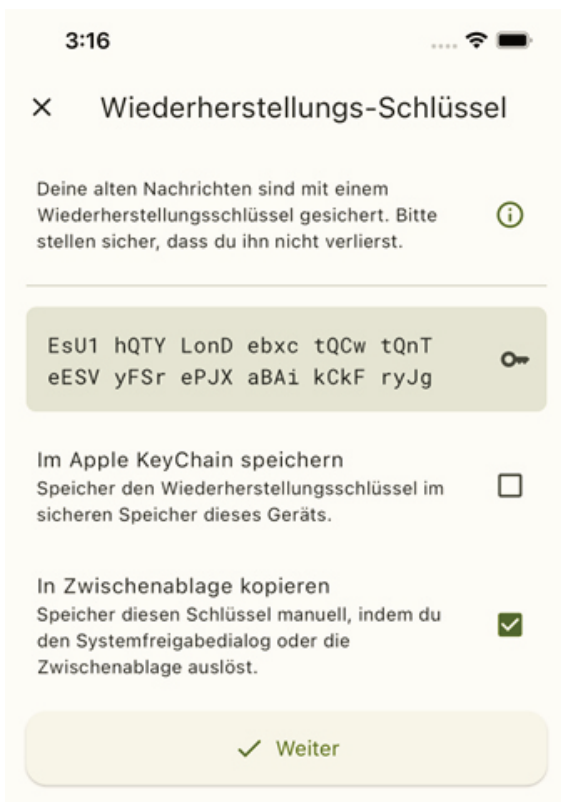 3:16
Wiederherstellungs-Schlüssel
Deine alten Nachrichten sind mit einem
Wiederherstellungsschlüssel gesichert. Bitte
stellen sicher, dass du ihn nicht verlierst.
EsU1 hQTY LonD ebxc tQCw tQnT
eESV yFSr ePJX aBAi kCkF ryJg
Im Apple KeyChain speichern
Speicher den Wiederherstellungsschlüssel im
sicheren Speicher dieses Geräts.
In Zwischenablage kopieren
Speicher diesen Schlüssel manuell, indem du
den Systemfreigabedialog oder die
Zwischenablage auslöst.
Weiter